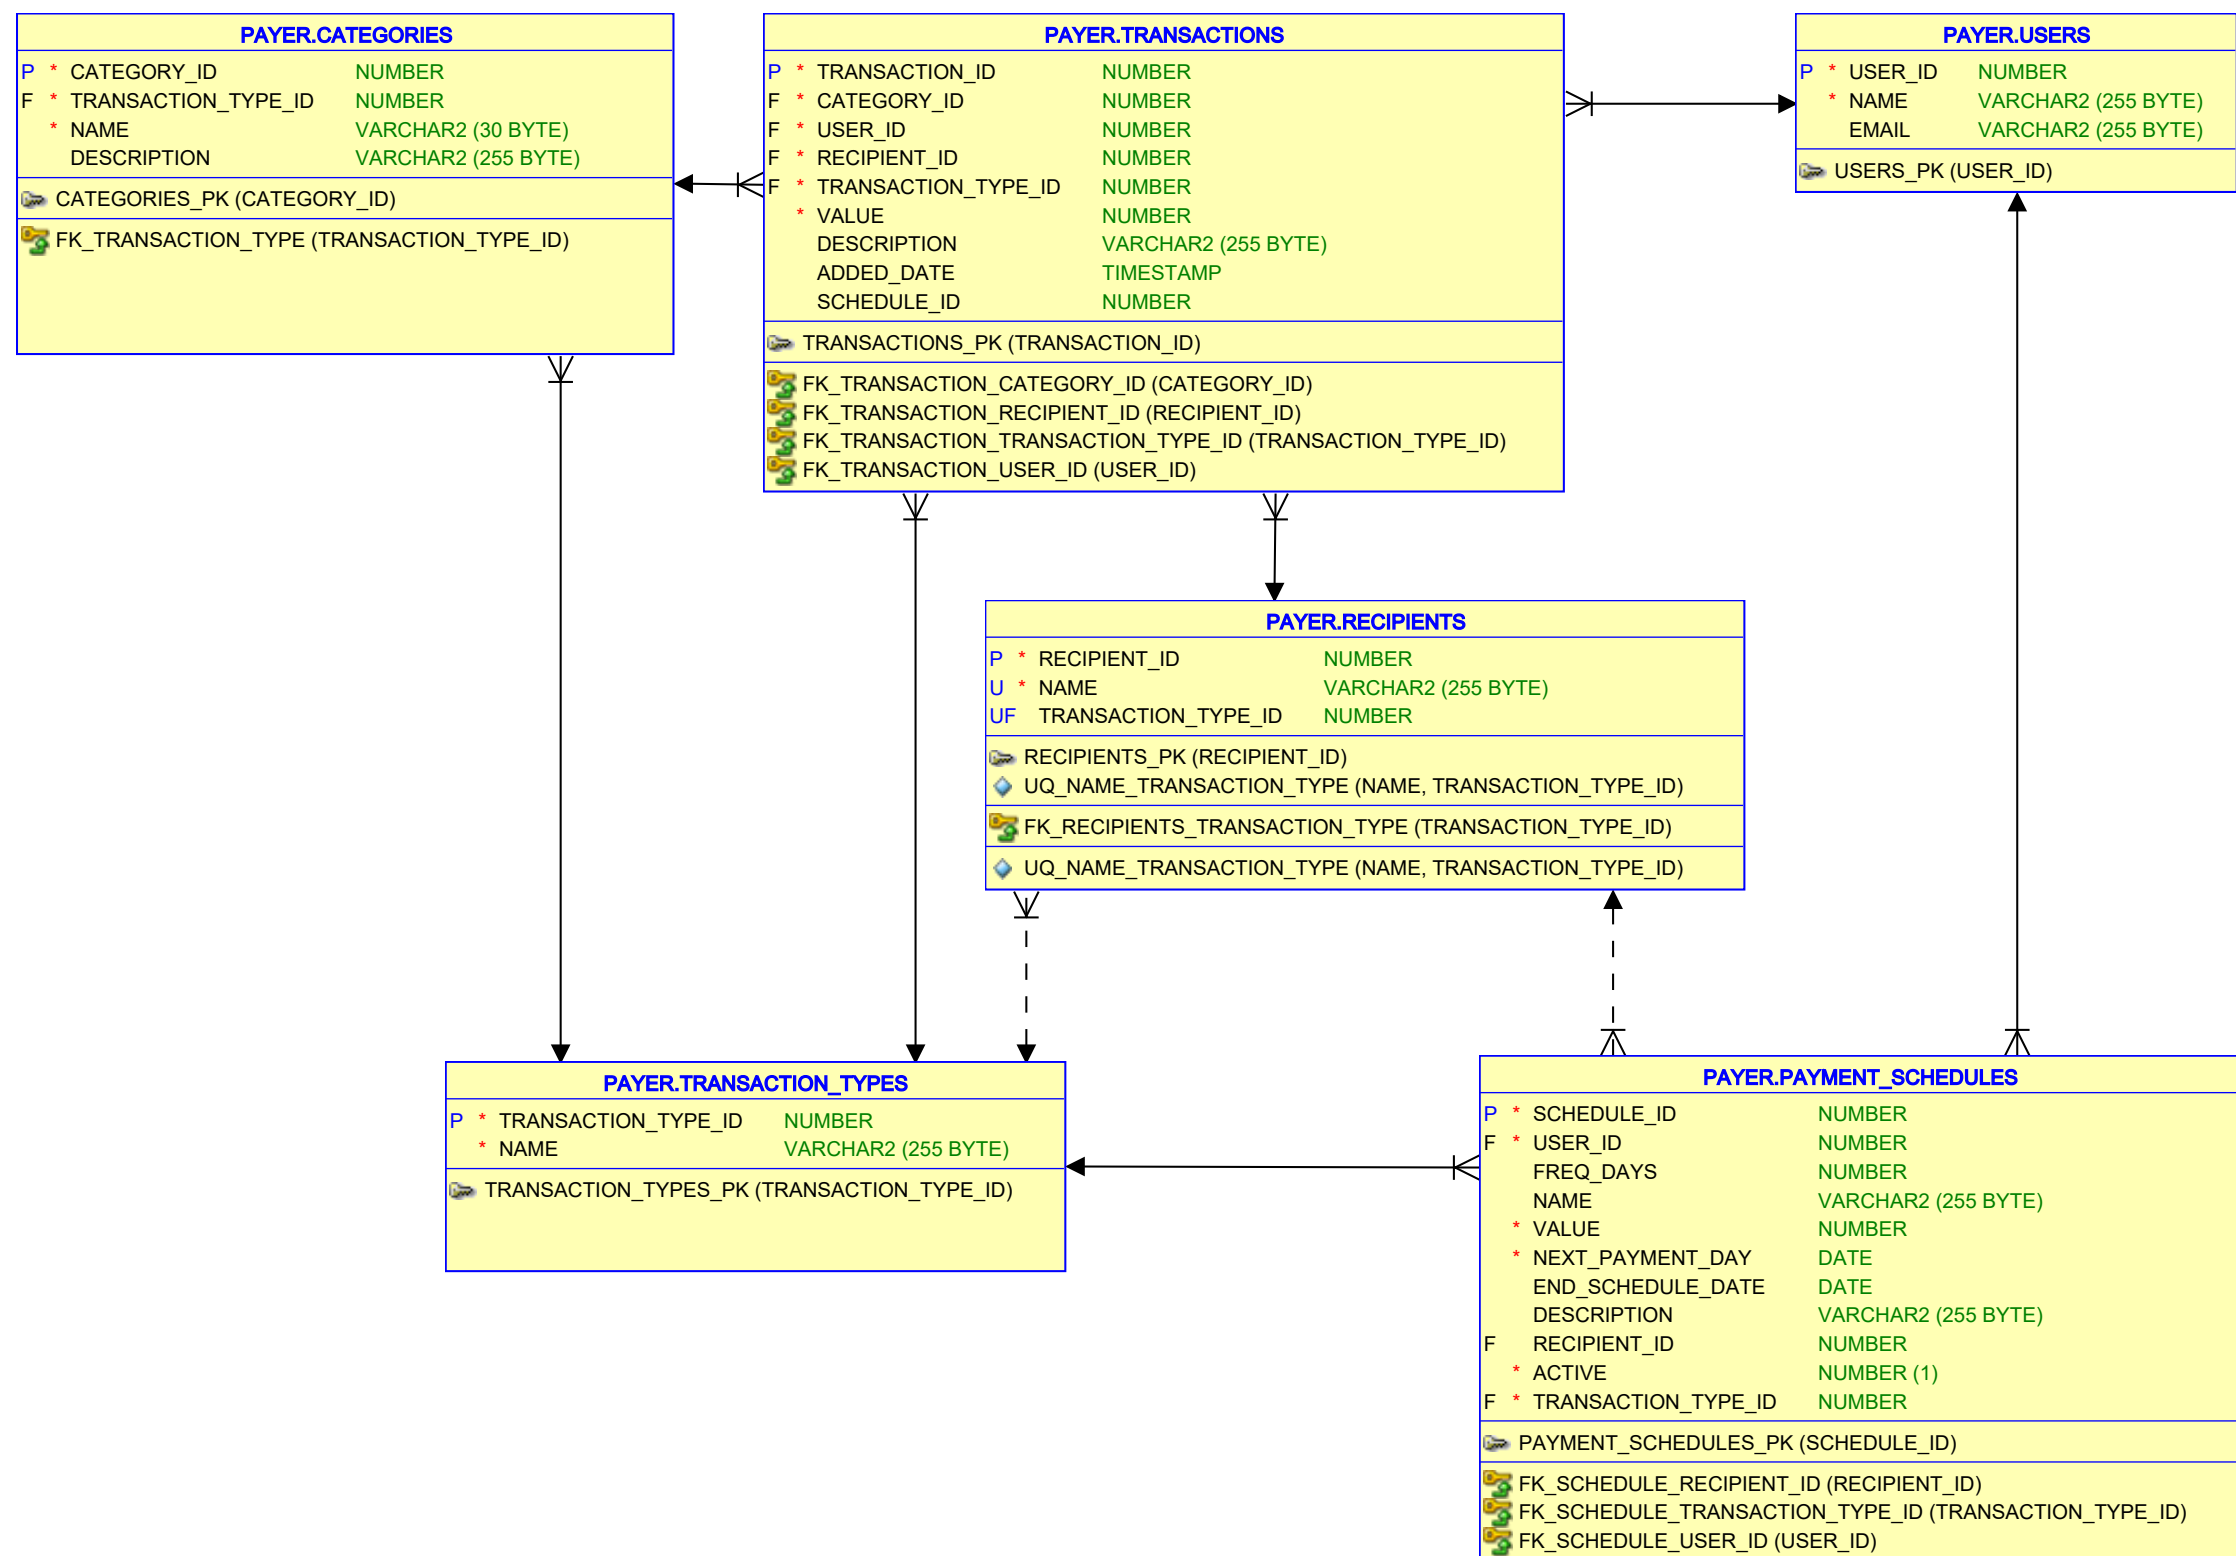 PAYER.CATEGORIES
P * CATEGORY_ID NUMBER
F * TRANSACTION_TYPE_ID NUMBER
* NAME VARCHAR2 (30 BYTE)
DESCRIPTION VARCHAR2 (255 BYTE)
CATEGORIES_PK (CATEGORY_ID)
FK_TRANSACTION_TYPE (TRANSACTION_TYPE_ID)
PAYER.TRANSACTIONS
P * TRANSACTION_ID NUMBER
F * CATEGORY_ID NUMBER
F * USER_ID NUMBER
F * RECIPIENT_ID NUMBER
F * TRANSACTION_TYPE_ID NUMBER
* VALUE NUMBER
DESCRIPTION VARCHAR2 (255 BYTE)
ADDED_DATE TIMESTAMP
SCHEDULE_ID NUMBER
TRANSACTIONS_PK (TRANSACTION_ID)
FK_TRANSACTION_CATEGORY_ID (CATEGORY_ID)
FK_TRANSACTION_RECIPIENT_ID (RECIPIENT_ID)
FK_TRANSACTION_TRANSACTION_TYPE_ID (TRANSACTION_TYPE_ID)
FK_TRANSACTION_USER_ID (USER_ID)
PAYER.USERS
P * USER_ID NUMBER
* NAME VARCHAR2 (255 BYTE)
EMAIL VARCHAR2 (255 BYTE)
USERS_PK (USER_ID)
PAYER.RECIPIENTS
P * RECIPIENT_ID NUMBER
U * NAME VARCHAR2 (255 BYTE)
UF TRANSACTION_TYPE_ID NUMBER
RECIPIENTS_PK (RECIPIENT_ID)
UQ_NAME_TRANSACTION_TYPE (NAME, TRANSACTION_TYPE_ID)
FK_RECIPIENTS_TRANSACTION_TYPE (TRANSACTION_TYPE_ID)
UQ_NAME_TRANSACTION_TYPE (NAME, TRANSACTION_TYPE_ID)
PAYER.TRANSACTION_TYPES
P * TRANSACTION_TYPE_ID NUMBER
* NAME VARCHAR2 (255 BYTE)
TRANSACTION_TYPES_PK (TRANSACTION_TYPE_ID)
PAYER.PAYMENT_SCHEDULES
P * SCHEDULE_ID NUMBER
F * USER_ID NUMBER
FREQ_DAYS NUMBER
NAME VARCHAR2 (255 BYTE)
* VALUE NUMBER
* NEXT_PAYMENT_DAY DATE
END_SCHEDULE_DATE DATE
DESCRIPTION VARCHAR2 (255 BYTE)
F RECIPIENT_ID NUMBER
* ACTIVE NUMBER (1)
F * TRANSACTION_TYPE_ID NUMBER
PAYMENT_SCHEDULES_PK (SCHEDULE_ID)
FK_SCHEDULE_RECIPIENT_ID (RECIPIENT_ID)
FK_SCHEDULE_TRANSACTION_TYPE_ID (TRANSACTION_TYPE_ID)
FK_SCHEDULE_USER_ID (USER_ID)